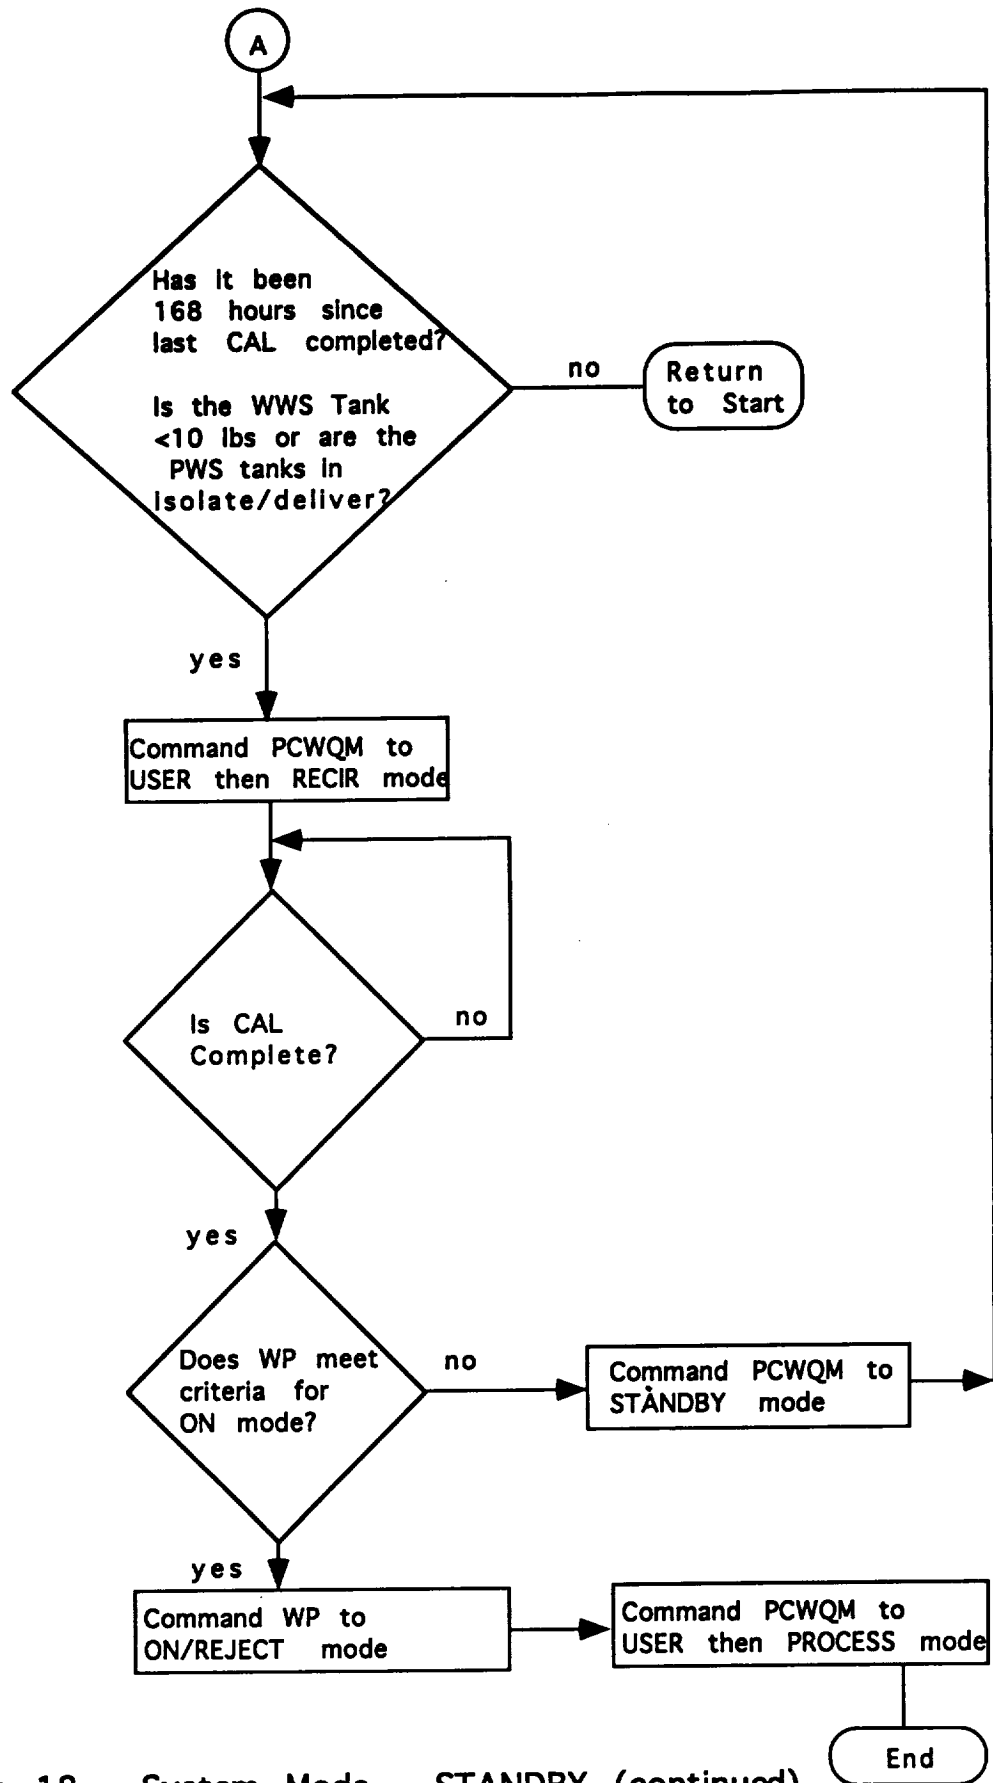 A
Has it been
168 hours since
last CAL completed?
Is the WWS Tank
<10 lbs or are the
PWS tanks in
isolate/deliver?
no
Return
to Start
yes
Command PCWQM to
USER then RECIR mode
Is CAL
Complete?
no
yes
Does WP meet
criteria for
ON mode?
no
Command PCWQM to
STANDBY mode
yes
Command WP to
ON/REJECT mode
Command PCWQM to
USER then PROCESS mode
End
18 System Mode STANDBY (continued)